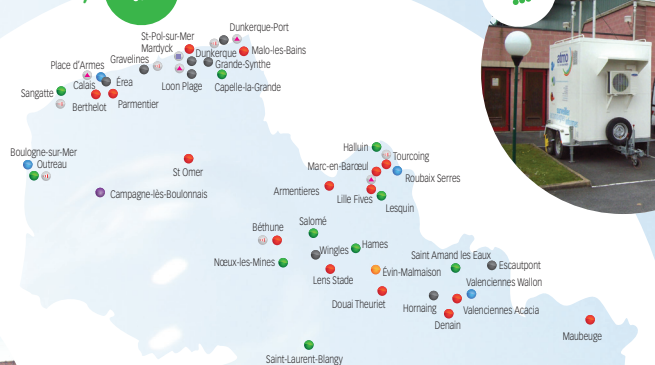 Dunkerque-Port
St-Pol-sur-Mer
Mardyck
Malo-les-Bains
Dunkerque
Gravelines
Grande-Synthe
Place d'Armes
Calais
Érea
Loon Plage
Capelle-la-Grande
Sangatte
Berthelot
Parmentier
Boulogne-sur-Mer
Outreau
St Omer
Campagne-lès-Boulonnais
Halluin
Tourcoing
Marc-en-Barœul
Roubaix Serres
Armentieres
Lille Fives
Lesquin
Salomé
Béthune
Wingles
Harnes
Nœux-les-Mines
Lens Stade
Évin-Malmaison
Saint Amand les Eaux
Escautpont
Valenciennes Wallon
Douai Theuriet
Hornaing
Valenciennes Acacia
Denain
Maubeuge
Saint-Laurent-Blangy
atmo